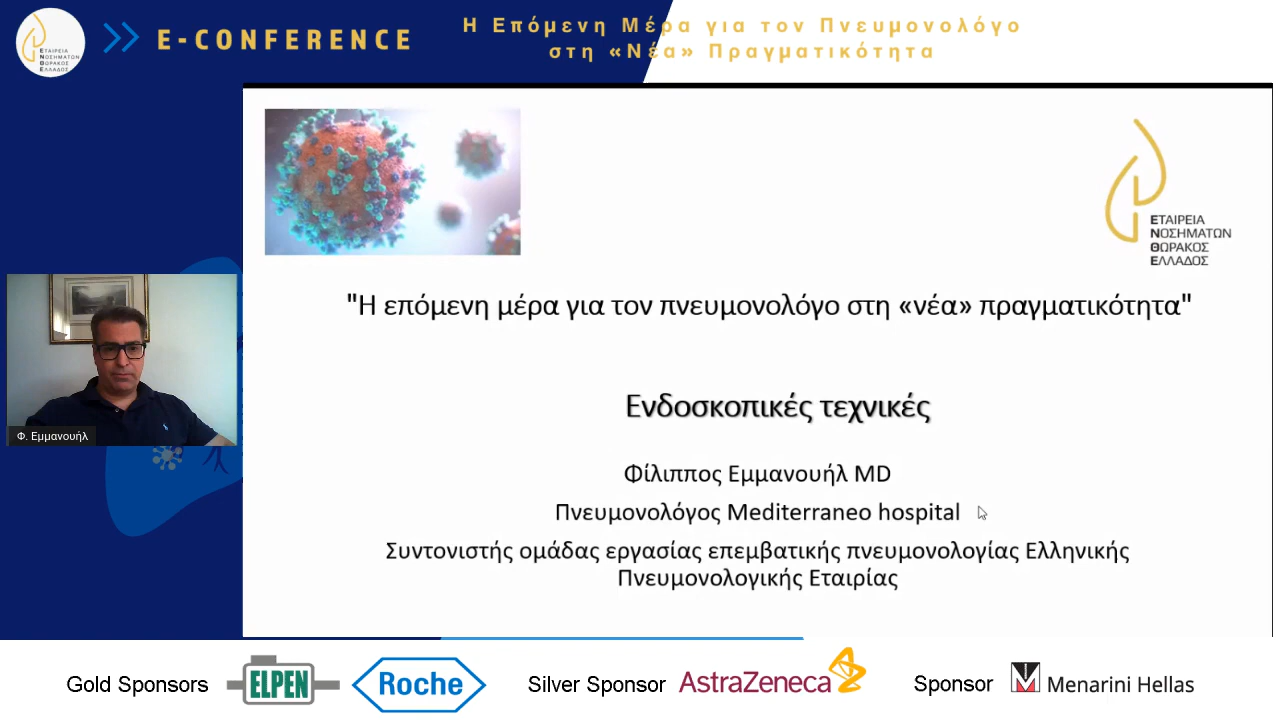 ΕΤΑΙΡΕΙΑ
ΝΟΣΗΜΑΤΩΝ
ΘΩΡΑΚΟΣ
ΕΛΛΑΔΟΣ
E-CONFERENCE
Η Επόμενη Μέρα για τον Πνευμονολόγο
στη «Νέα» Πραγματικότητα
ΕΤΑΙΡΕΙΑ
ΝΟΣΗΜΑΤΩΝ
ΘΩΡΑΚΟΣ
ΕΛΛΑΔΟΣ
"Η επόμενη μέρα για τον πνευμονολόγο στη «νέα» πραγματικότητα"
Ενδοσκοπικές τεχνικές
Φίλιππος Εμμανουήλ MD
Πνευμονολόγος Mediterraneo hospital
Συντονιστής ομάδας εργασίας επεμβατικής πνευμονολογίας Ελληνικής
Πνευμονολογικής Εταιρίας
Φ. Εμμανουήλ
Gold Sponsors ELPEN Roche Silver Sponsor AstraZeneca Sponsor Menarini Hellas